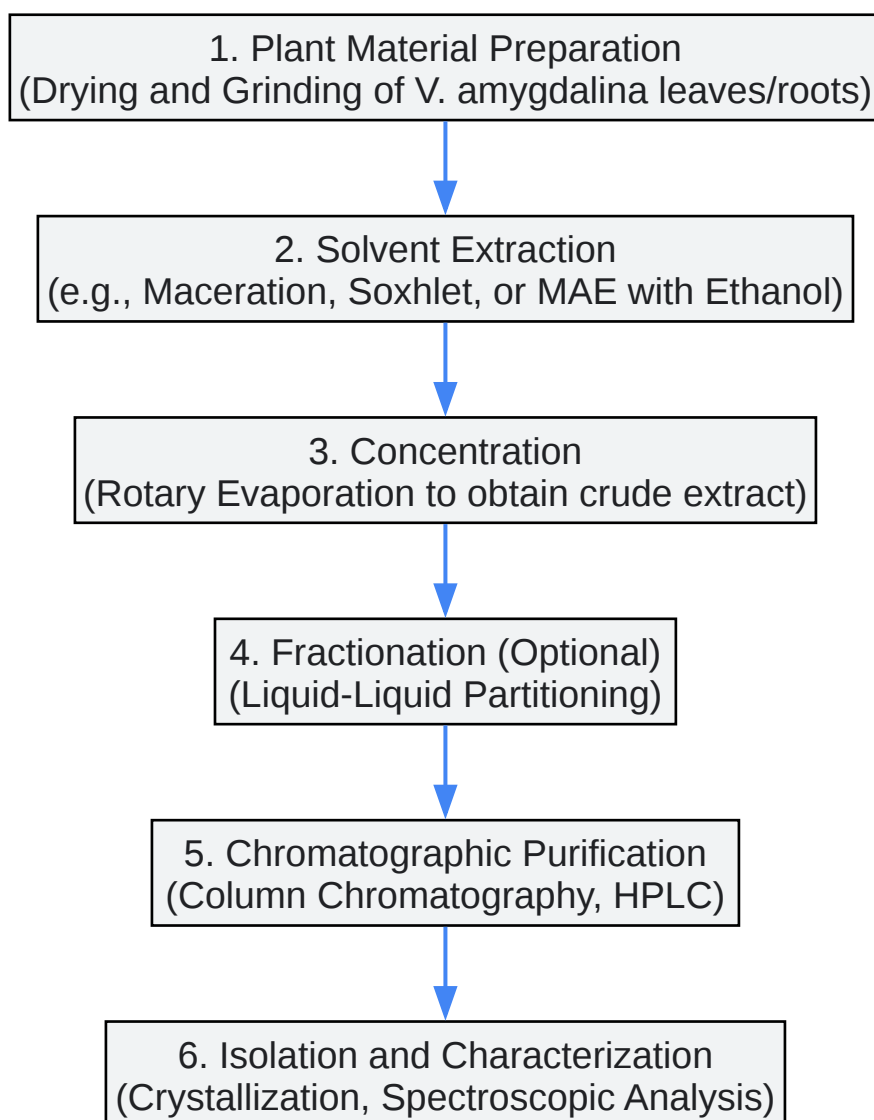 1. Plant Material Preparation
(Drying and Grinding of V. amygdalina leaves/roots)
2. Solvent Extraction
(e.g., Maceration, Soxhlet, or MAE with Ethanol)
3. Concentration
(Rotary Evaporation to obtain crude extract)
4. Fractionation (Optional)
(Liquid-Liquid Partitioning)
5. Chromatographic Purification
(Column Chromatography, HPLC)
6. Isolation and Characterization
(Crystallization, Spectroscopic Analysis)